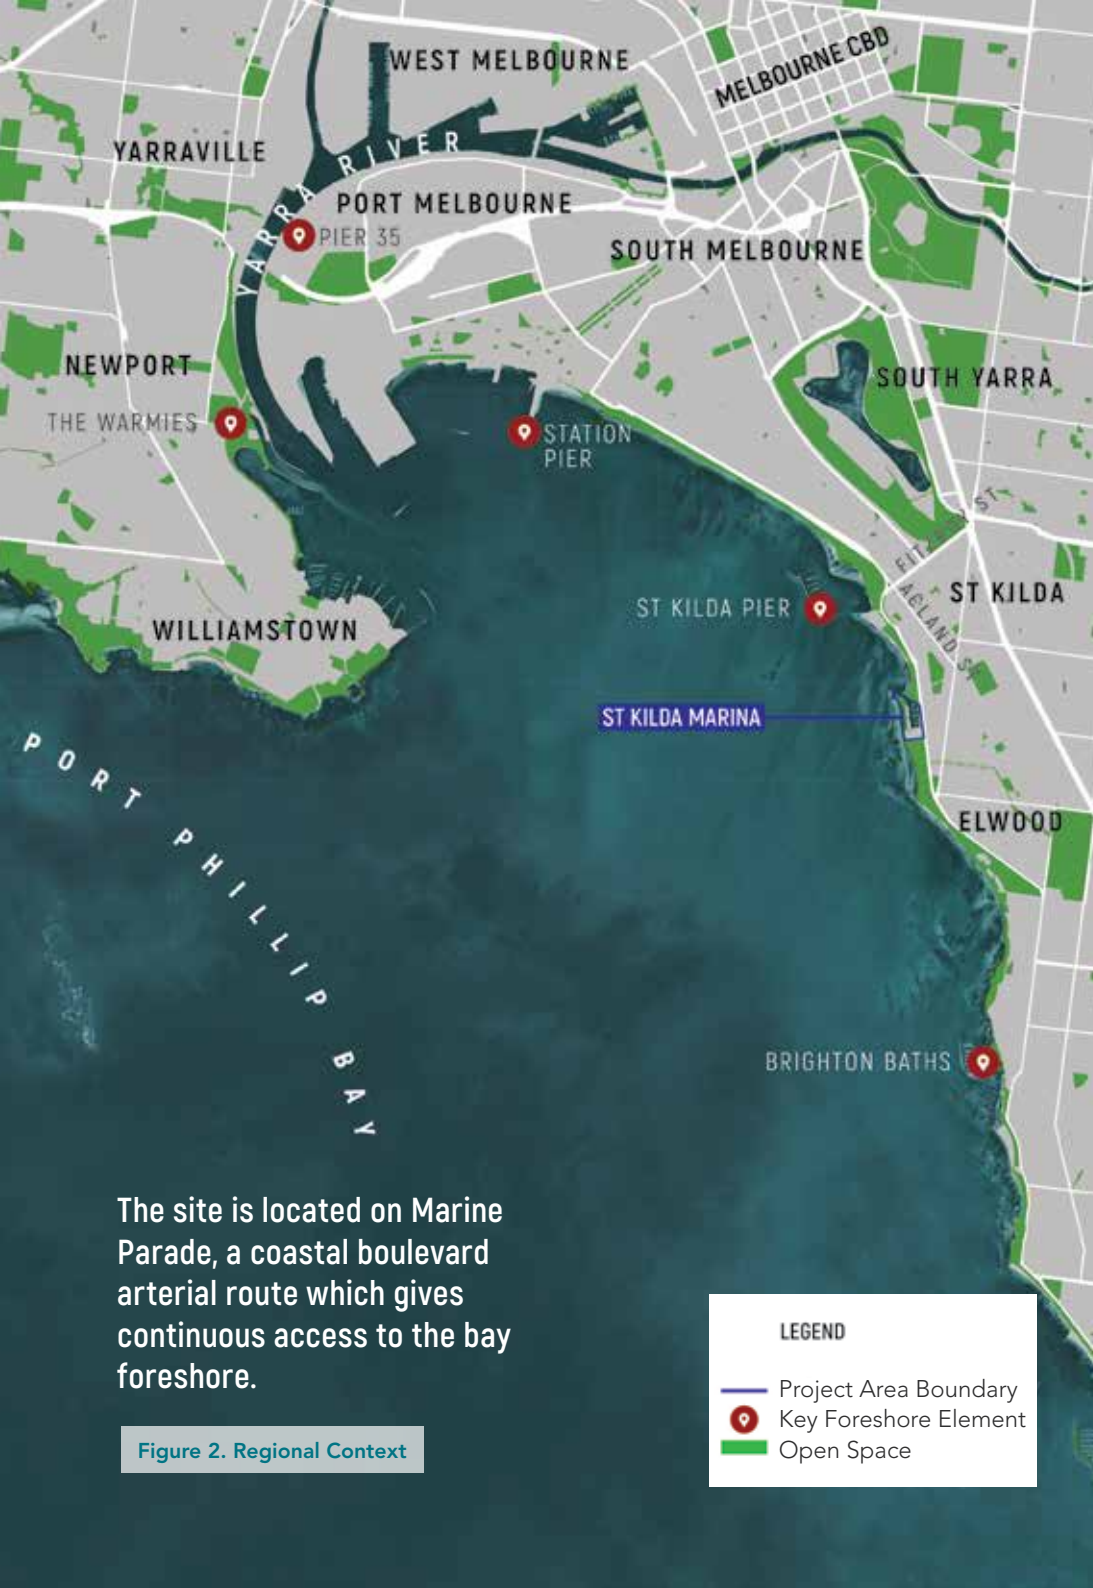 WEST MELBOURNE
MELBOURNE CBD
YARRAVILLE
YARRA RIVER
PORT MELBOURNE
PIER 35
SOUTH MELBOURNE
NEWPORT
SOUTH YARRA
THE WARMIES
STATION
PIER
FITZROY ST
ST KILDA
ACLAND ST
ST KILDA PIER
WILLIAMSTOWN
ST KILDA MARINA
PORT PHILLIP BAY
ELWOOD
BRIGHTON BATHS
The site is located on Marine
Parade, a coastal boulevard
arterial route which gives
continuous access to the bay
foreshore.
Figure 2. Regional Context
LEGEND
Project Area Boundary
Key Foreshore Element
Open Space